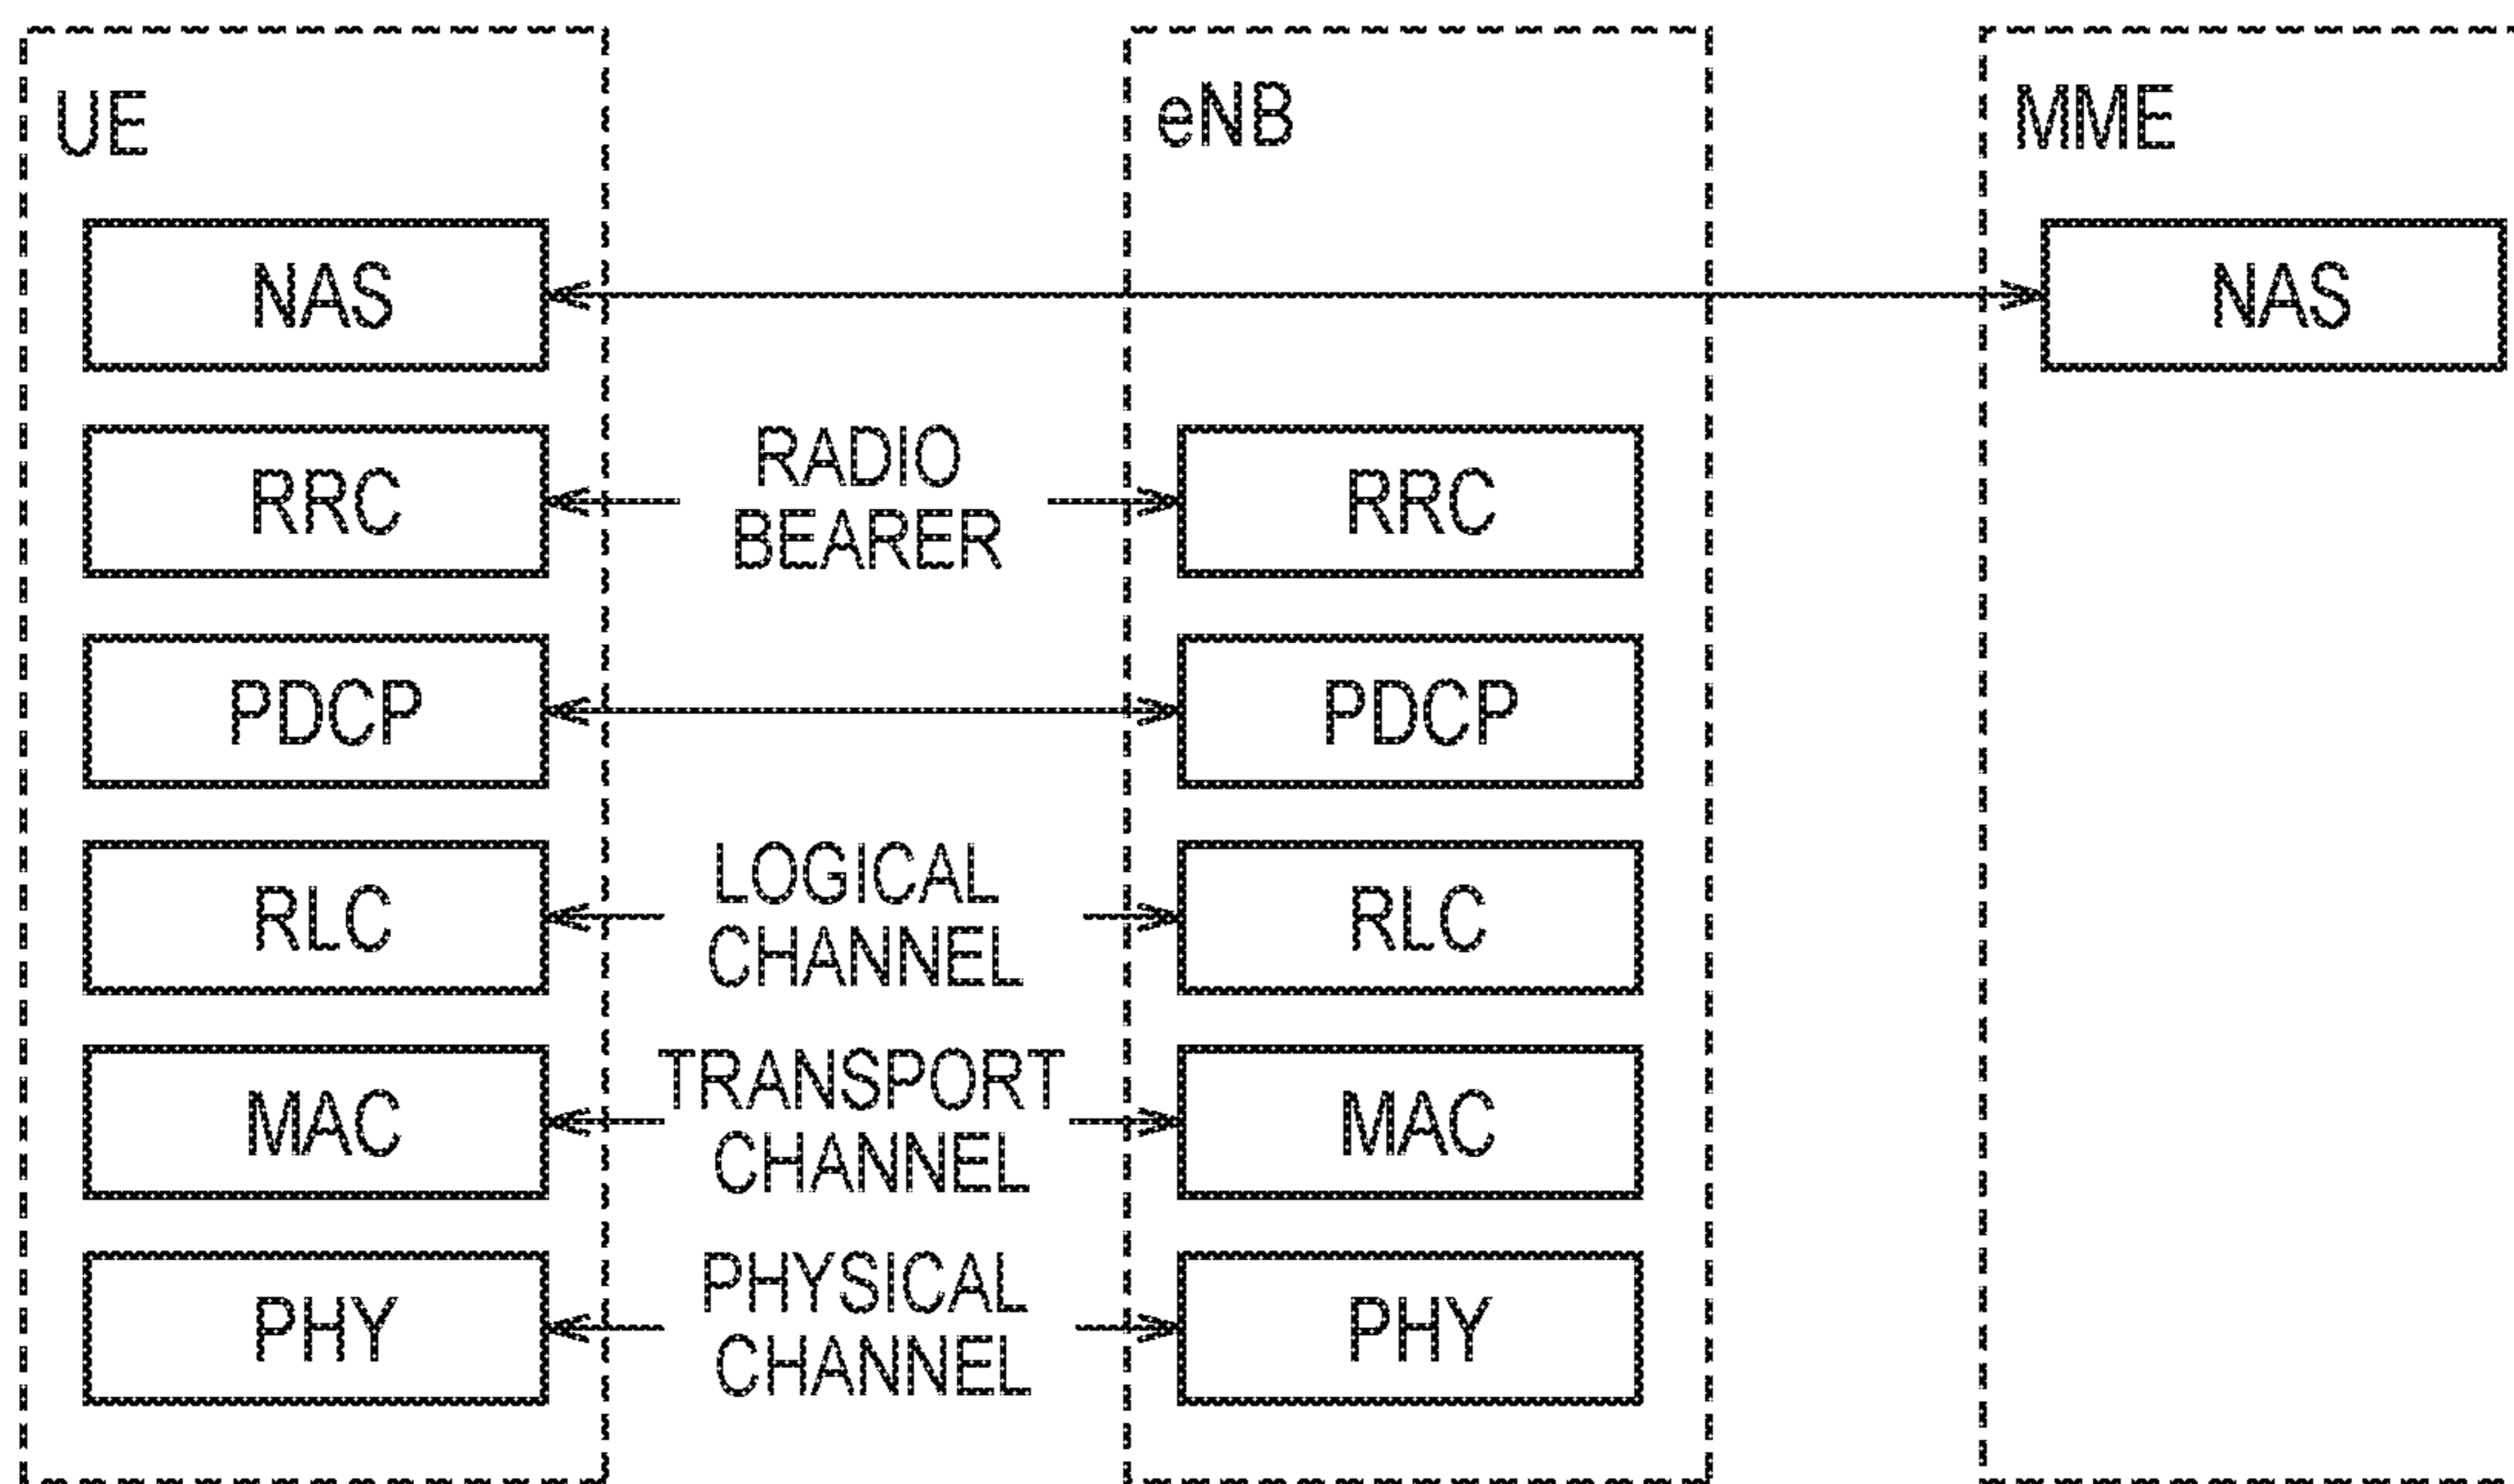 UE
eNB
MME
NAS
NAS
RRC
RADIO
BEARER
RRC
PDCP
PDCP
RLC
LOGICAL
CHANNEL
RLC
MAC
TRANSPORT
CHANNEL
MAC
PHY
PHYSICAL
CHANNEL
PHY